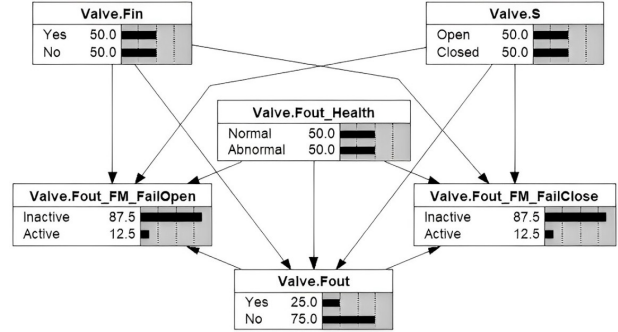 Valve.Fin
Yes 50.0
No 50.0
Valve.S
Open 50.0
Closed 50.0
Valve.Fout_Health
Normal 50.0
Abnormal 50.0
Valve.Fout_FM_FailOpen
Inactive 87.5
Active 12.5
Valve.Fout_FM_FailClose
Inactive 87.5
Active 12.5
Valve.Fout
Yes 25.0
No 75.0